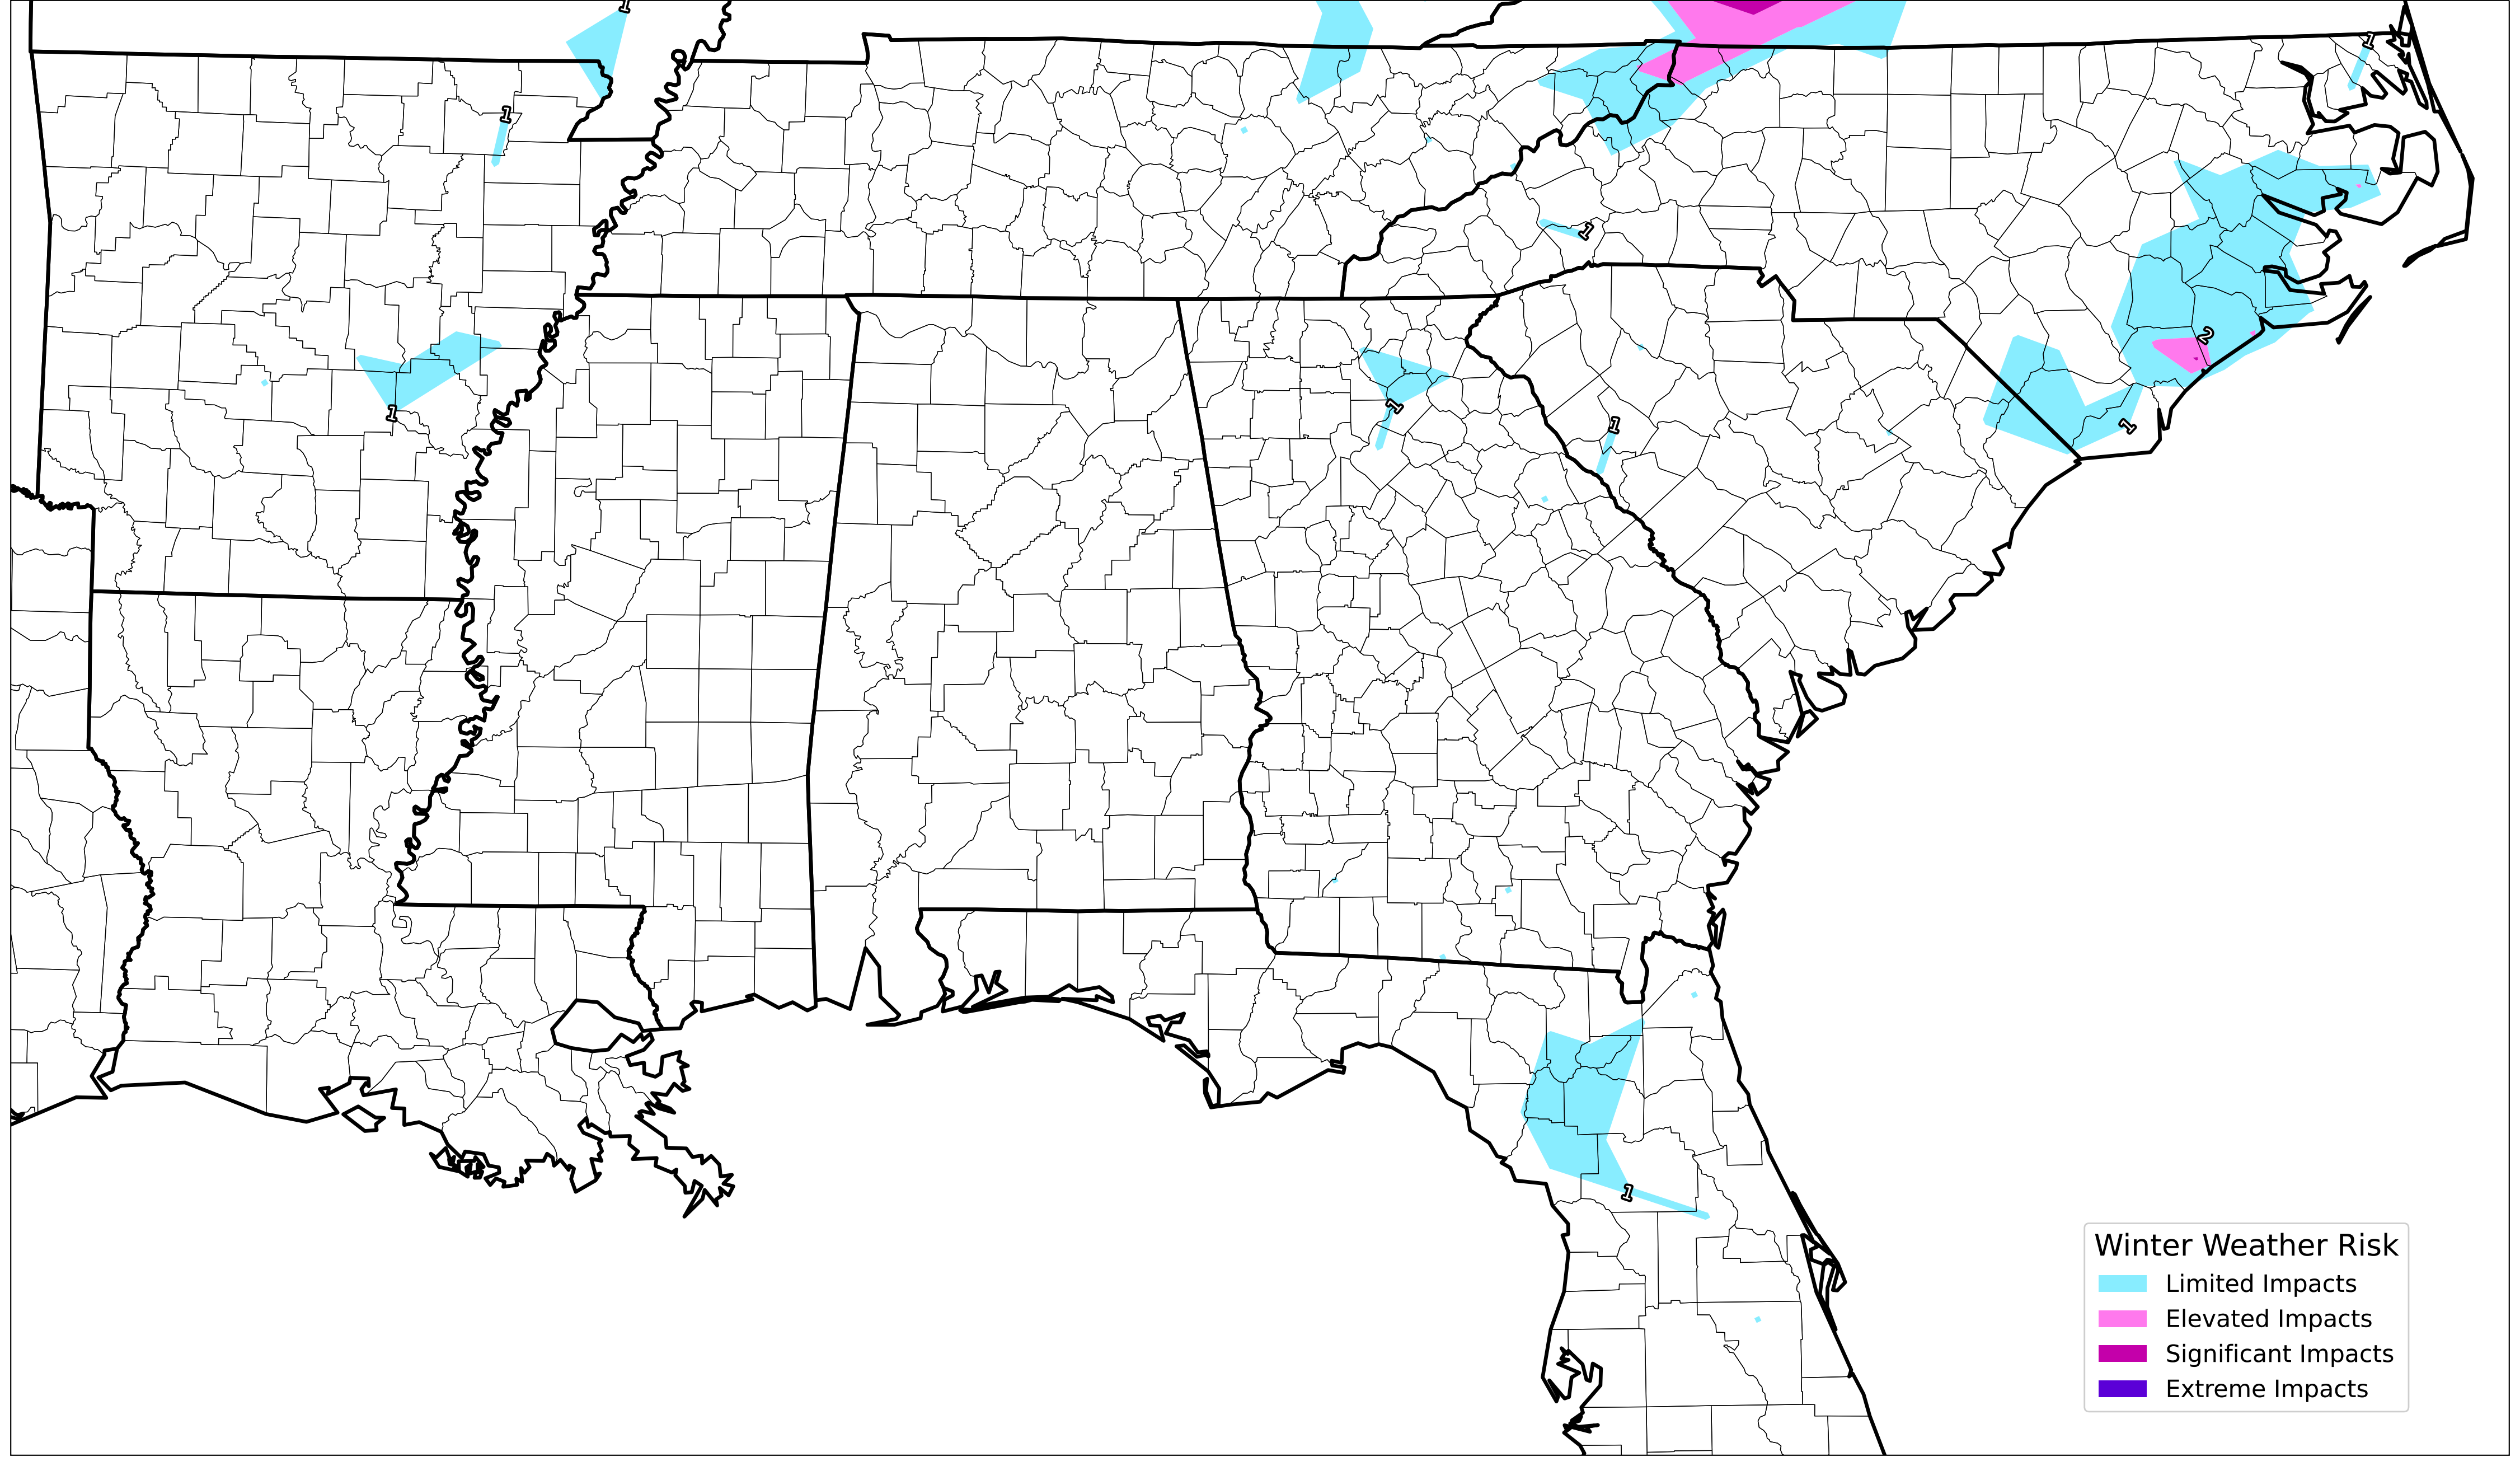 1
1
1
1
2
1
1
1
1
1
Winter Weather Risk
Limited Impacts
Elevated Impacts
Significant Impacts
Extreme Impacts